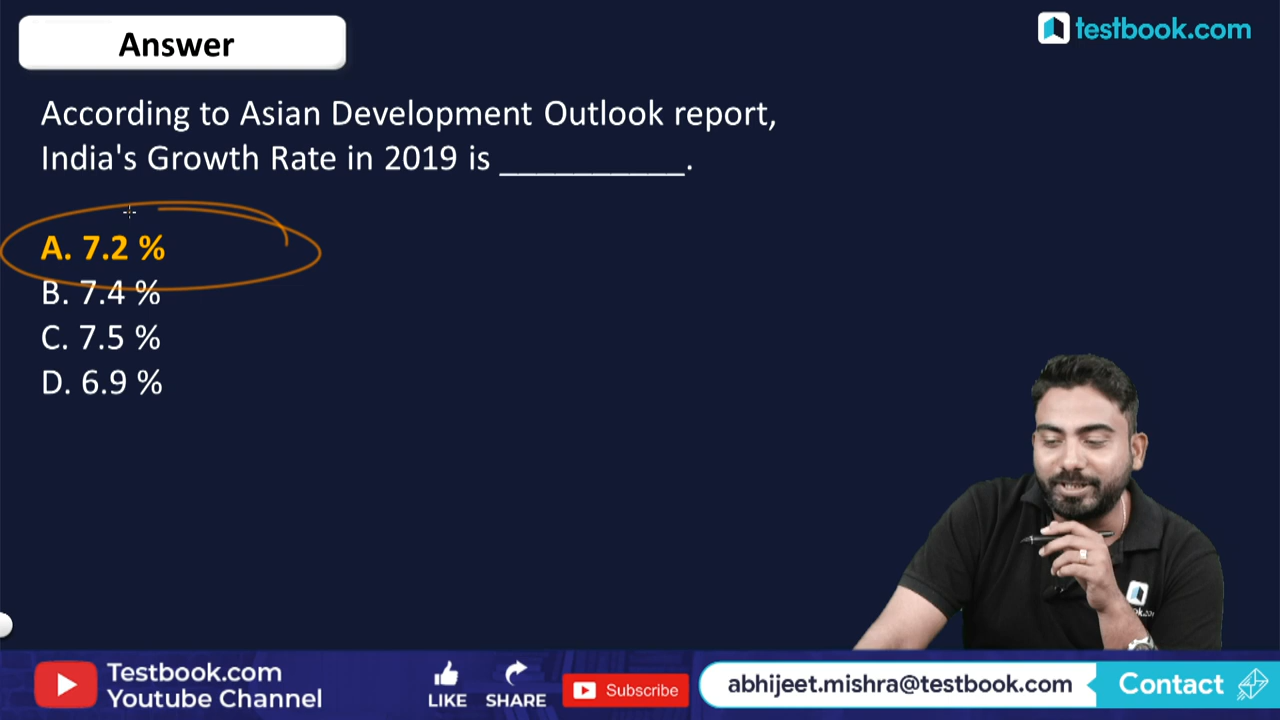 Answer
testbook.com
According to Asian Development Outlook report,
India's Growth Rate in 2019 is __________.
A. 7.2 %
B. 7.4 %
C. 7.5 %
D. 6.9 %
Testbook.com
Youtube Channel
LIKE
SHARE
Subscribe
abhijeet.mishra@testbook.com
Contact